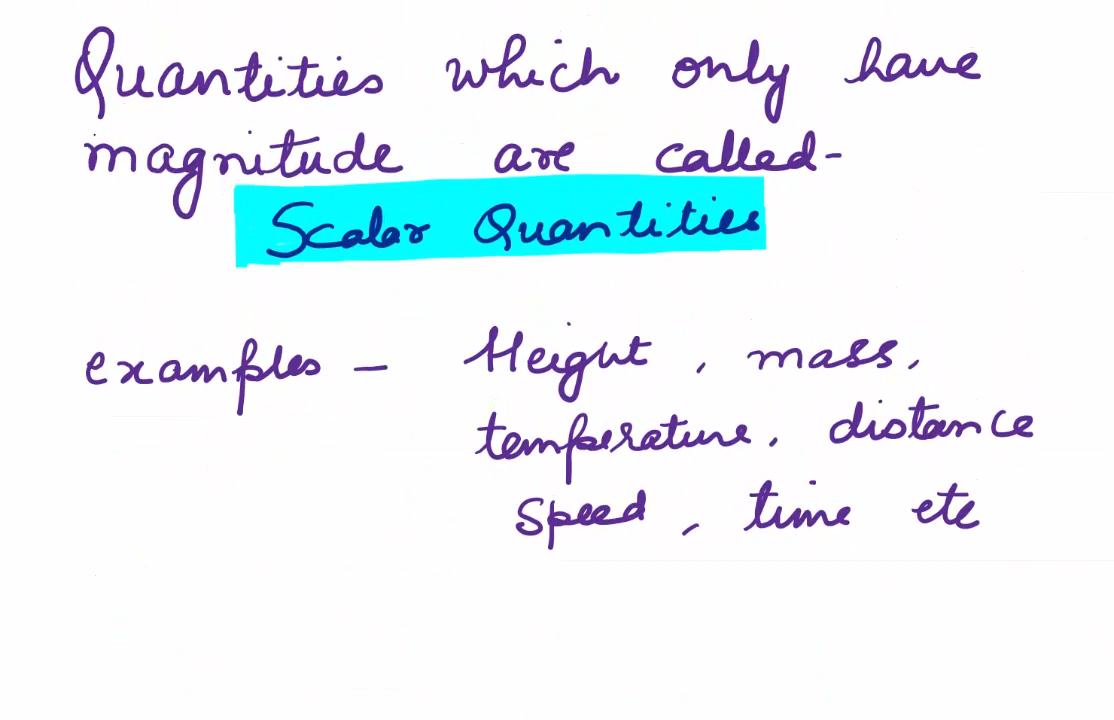 Quantities which only have
magnitude are called-
Scalar Quantities
examples - Height , mass,
temperature, distance
speed , time etc